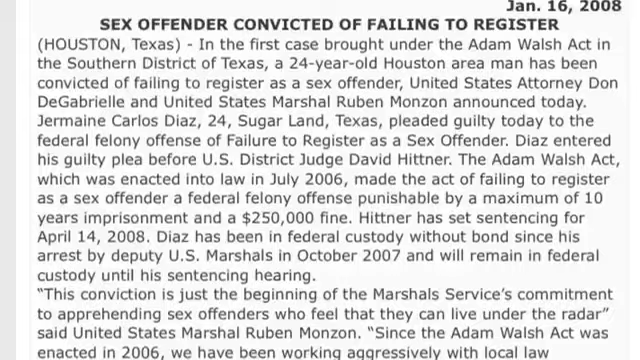 Jan. 16, 2008
SEX OFFENDER CONVICTED OF FAILING TO REGISTER
(HOUSTON, Texas) - In the first case brought under the Adam Walsh Act in
the Southern District of Texas, a 24-year-old Houston area man has been
convicted of failing to register as a sex offender, United States Attorney Don
DeGabrielle and United States Marshal Ruben Monzon announced today.
Jermaine Carlos Diaz, 24, Sugar Land, Texas, pleaded guilty today to the
federal felony offense of Failure to Register as a Sex Offender. Diaz entered
his guilty plea before U.S. District Judge David Hittner. The Adam Walsh Act,
which was enacted into law in July 2006, made the act of failing to register
as a sex offender a federal felony offense punishable by a maximum of 10
years imprisonment and a $250,000 fine. Hittner has set sentencing for
April 14, 2008. Diaz has been in federal custody without bond since his
arrest by deputy U.S. Marshals in October 2007 and will remain in federal
custody until his sentencing hearing.
"This conviction is just the beginning of the Marshals Service's commitment
to apprehending sex offenders who feel that they can live under the radar"
said United States Marshal Ruben Monzon. "Since the Adam Walsh Act was
enacted in 2006, we have been working aggressively with local law